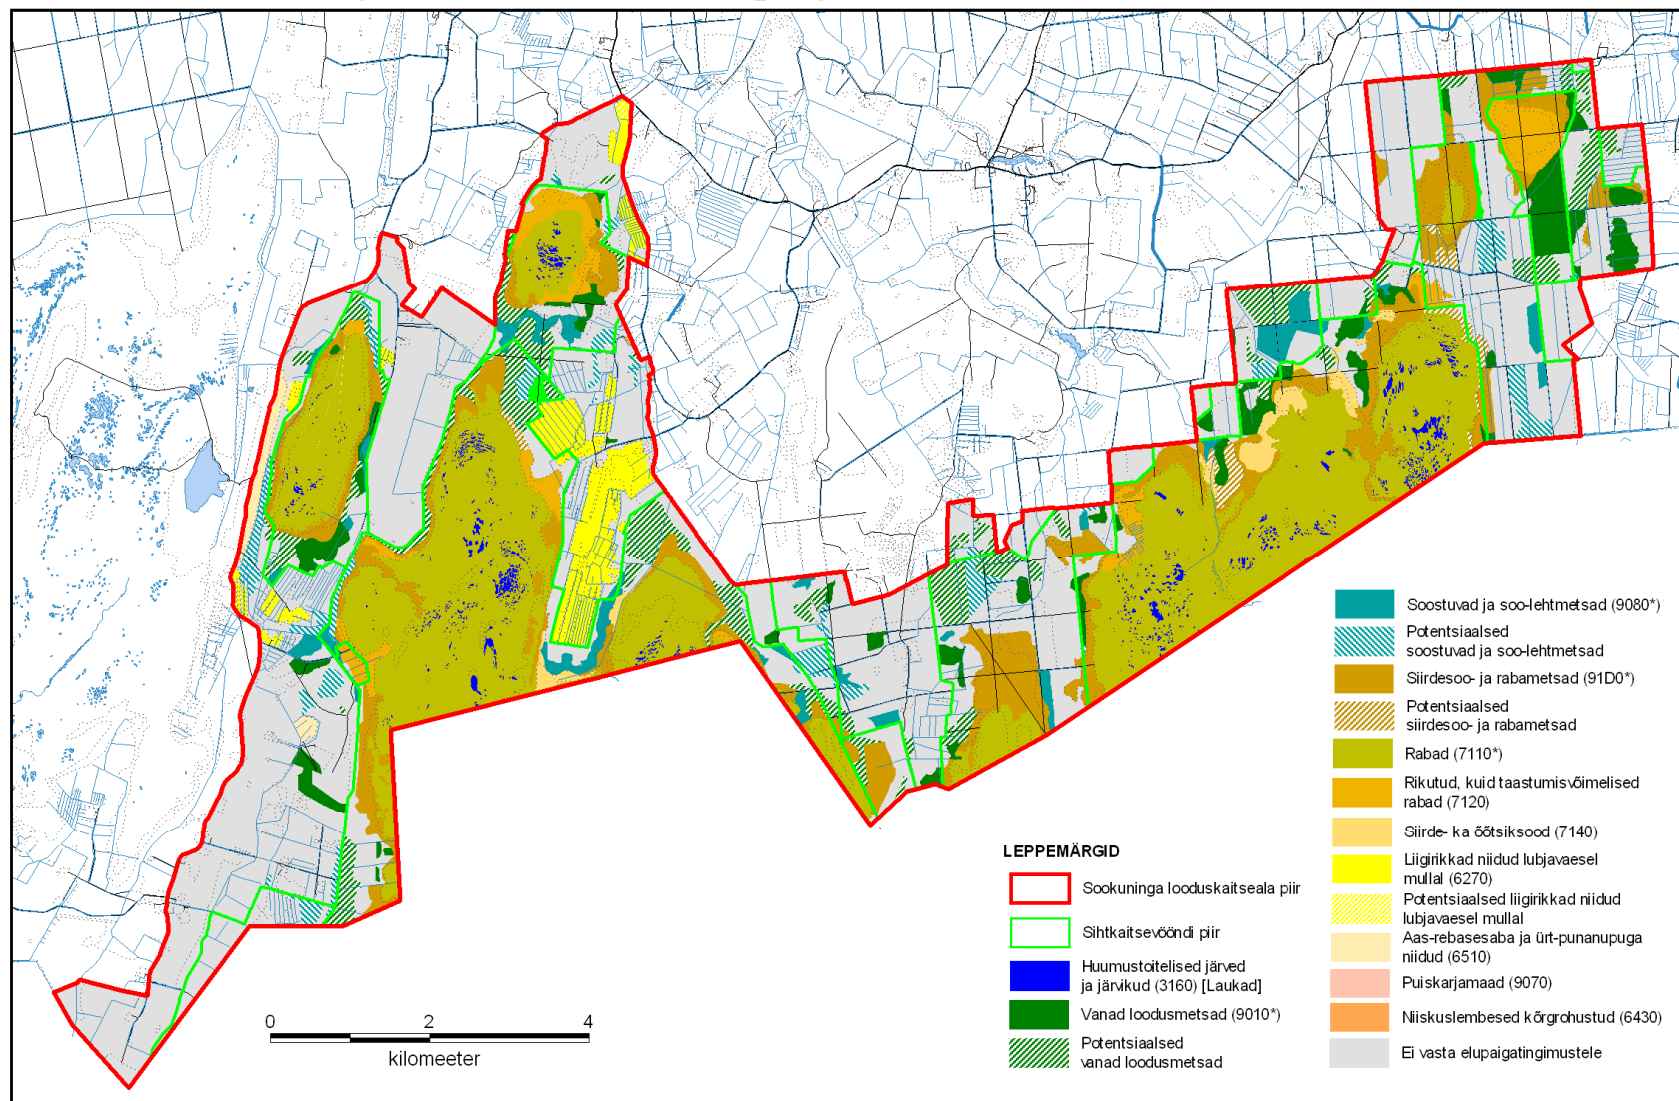 LEPPEMÄRGID
Sookuninga looduskaitseala piir
Sihtkaitsevööndi piir
Huumustoitelised järved
ja järvikud (3160) [Laukad]
Vanad loodusmetsad (9010*)
Potentsiaalsed
vanad loodusmetsad
Soostuvad ja soo-lehtmetsad (9080*)
Potentsiaalsed
soostuvad ja soo-lehtmetsad
Siirdesoo- ja rabametsad (91D0*)
Potentsiaalsed
siirdesoo- ja rabametsad
Rabad (7110*)
Rikutud, kuid taastumisvõimelised
rabad (7120)
Siirde- ka õõtsiksood (7140)
Liigirikkad niidud lubjavaesel
mullal (6270)
Potentsiaalsed liigirikkad niidud
lubjavaesel mullal
Aas-rebasesaba ja ürt-punanupuga
niidud (6510)
Puiskarjamaad (9070)
Niiskuslembesed kõrgrohustud (6430)
Ei vasta elupaigatingimustele
0 2 4
kilomeeter